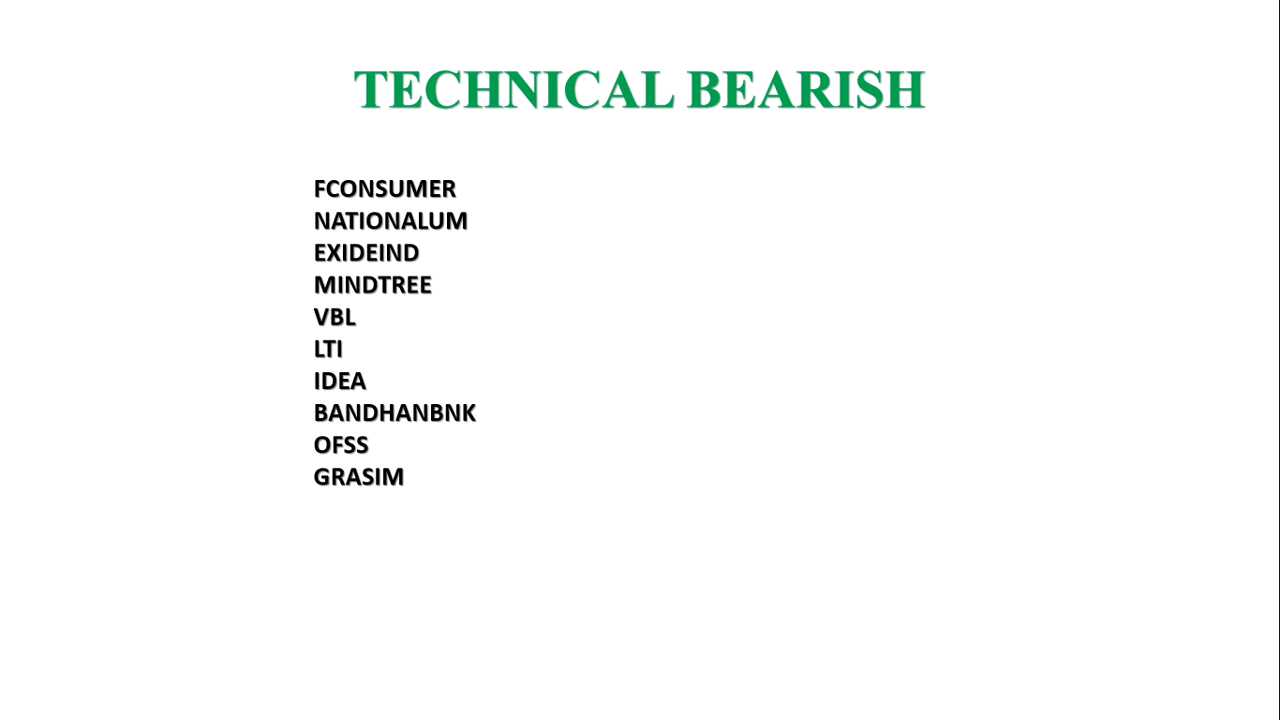 TECHNICAL BEARISH
FCONSUMER
NATIONALUM
EXIDEIND
MINDTREE
VBL
LTI
IDEA
BANDHANBNK
OFSS
GRASIM